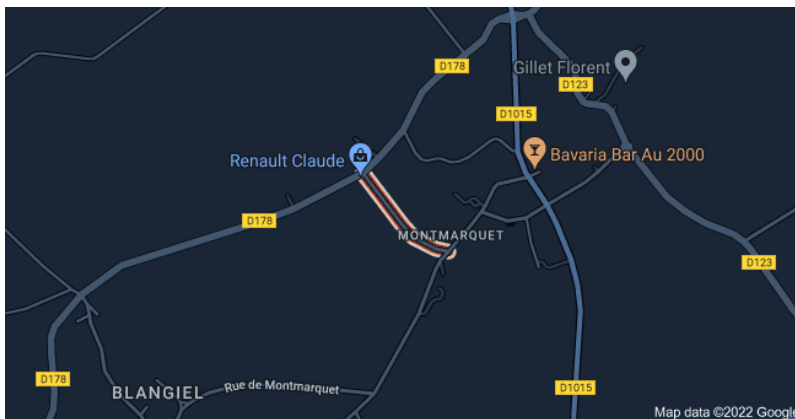 D178
Gillet Florent
D123
D1015
Renault Claude
Bavaria Bar Au 2000
D178
MONTMARQUET
D123
D178
BLANGIEL
Rue de Montmarquet
D1015
Map data ©2022 Google